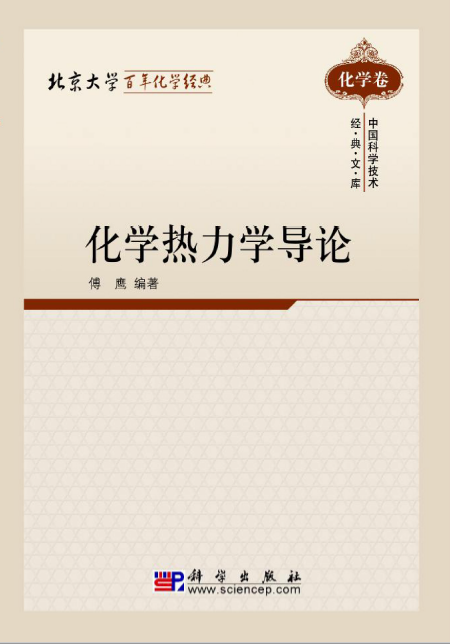 北京大学百年化学经典
化学卷
中国科学技术
经·典·文·库
化学热力学导论
傅 鹰 编著
科学出版社
www.sciencep.com